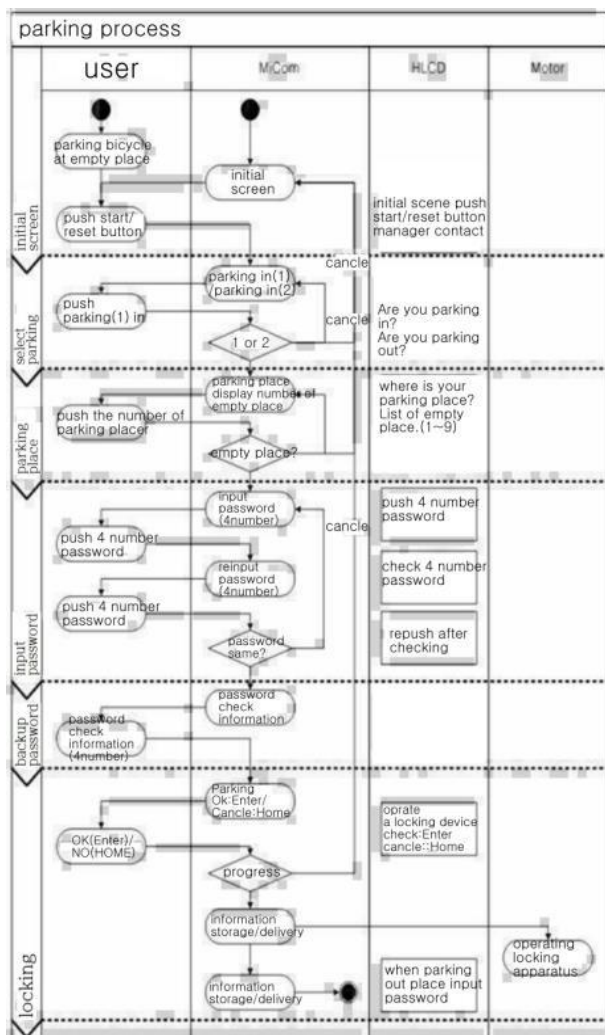 parking process
user
MiCom
HLCD
Motor
parking bicycle
at empty place
initial
screen
push start/
reset button
initial scene push
start/reset button
manager contact
initial
screen
cancle
parking in(1)
/parking in(2)
push
parking(1) in
cancle
1 or 2
Are you parking
in?
Are you parking
out?
select
parking
parking place
display number of
empty place
push the number of
parking placer
empty place?
where is your
parking place?
List of empty
place.(1~9)
parking
place
input
password
(4number)
cancle
push 4 number
password
push 4 number
password
reinput
password
(4number)
check 4 number
password
push 4 number
password
password
same?
repush after
checking
input
password
password
check
information
password
check
information
(4number)
backup
password
Parking
Ok:Enter/
Cancle:Home
OK(Enter)/
NO(HOME)
oprate
a locking device
check:Enter
cancle::Home
progress
information
storage/delivery
operating
locking
apparatus
information
storage/delivery
when parking
out place input
password
locking